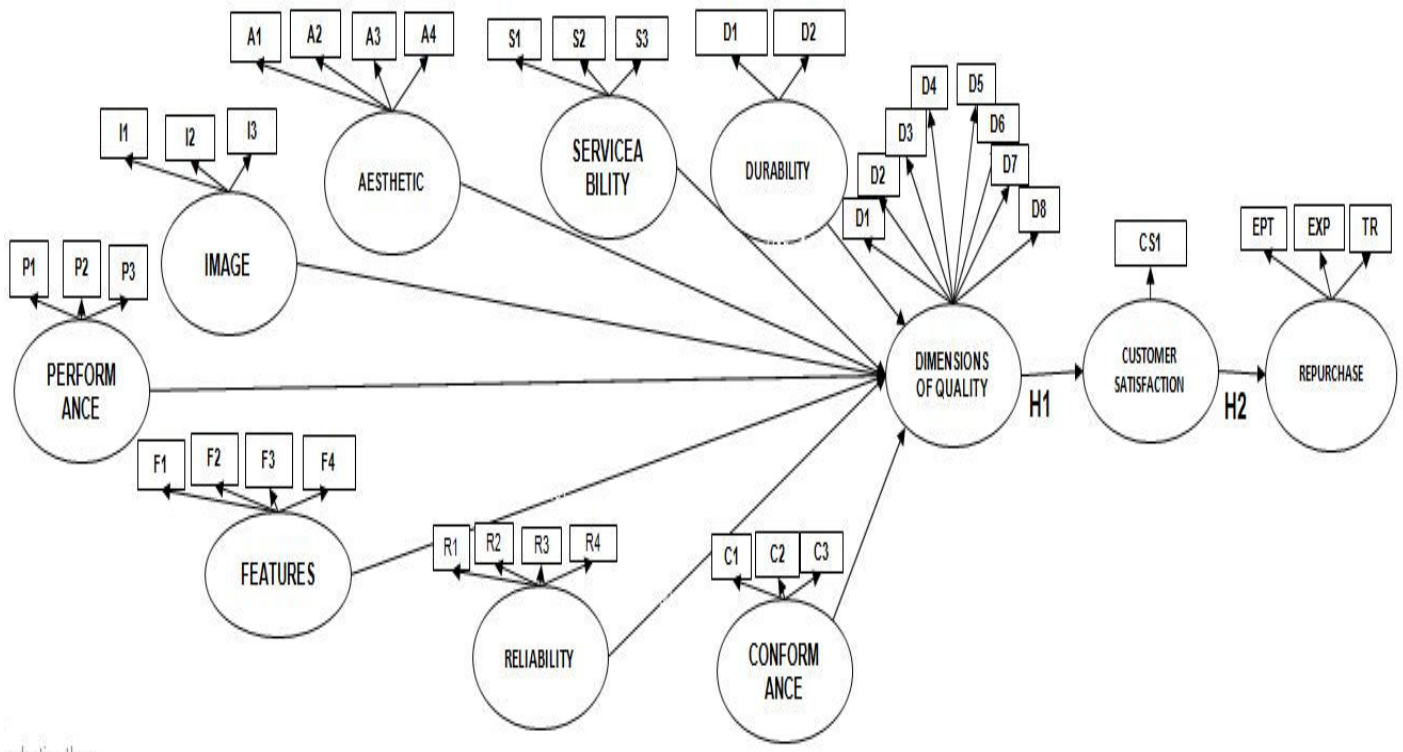 A1
A2
A3
A4
S1
S2
S3
D1
D2
I1
I2
I3
AESTHETIC
SERVICEA
BILITY
DURABILITY
D1
D2
D3
D4
D5
D6
D7
D8
P1
P2
P3
IMAGE
CS1
EPT
EXP
TR
PERFORM
ANCE
DIMENSIONS
OF QUALITY
H1
CUSTOMER
SATISFACTION
H2
REPURCHASE
F1
F2
F3
F4
FEATURES
R1
R2
R3
R4
RELIABILITY
C1
C2
C3
CONFORM
ANCE